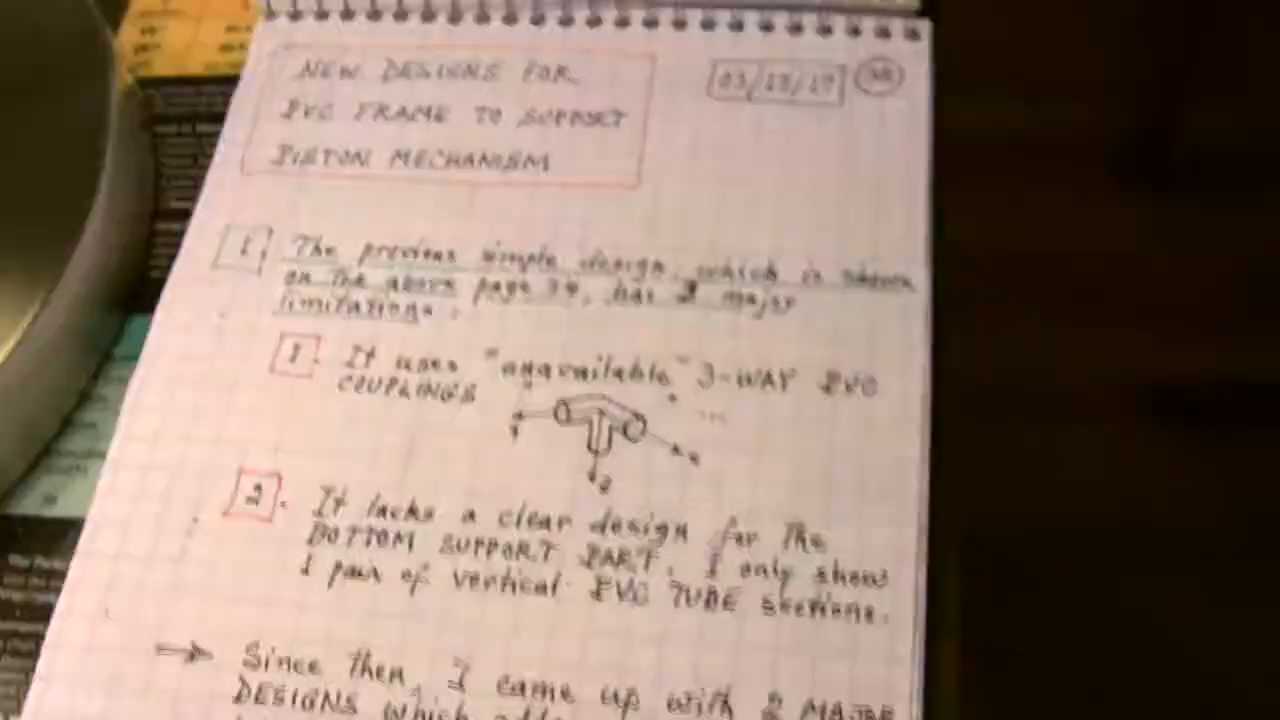 NEW DESIGNS FOR
PVC FRAME TO SUPPORT
PISTON MECHANISM
1. The previous simple design, which is shown
on the above page 34, has 2 major
limitations:
1. It uses "unavailable" 3-WAY PVC
COUPLINGS
2. It lacks a clear design for the
BOTTOM SUPPORT PART. I only show
1 pair of vertical PVC TUBE sections.
⇒ Since then, I came up with 2 MAJOR
DESIGNS which